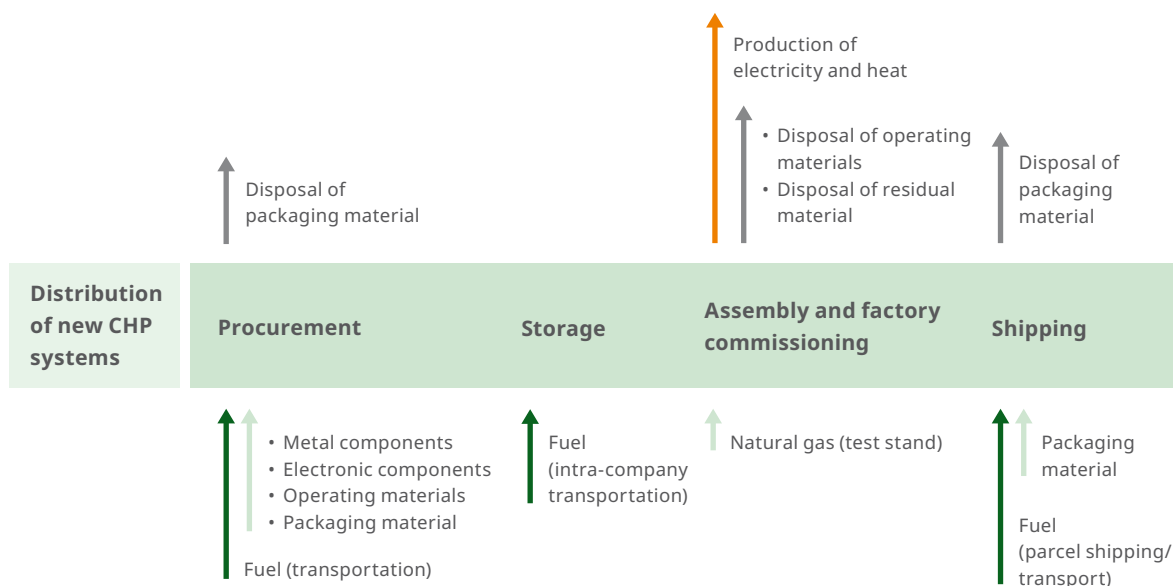 Production of
electricity and heat
• Disposal of operating
materials
• Disposal of residual
material
Disposal of
packaging
material
Disposal of
packaging material
Distribution
of new CHP
systems
Procurement
Storage
Assembly and factory
commissioning
Shipping
• Metal components
• Electronic components
• Operating materials
• Packaging material
Fuel (transportation)
Fuel
(intra-company
transportation)
Natural gas (test stand)
Packaging
material
Fuel
(parcel shipping/
transport)